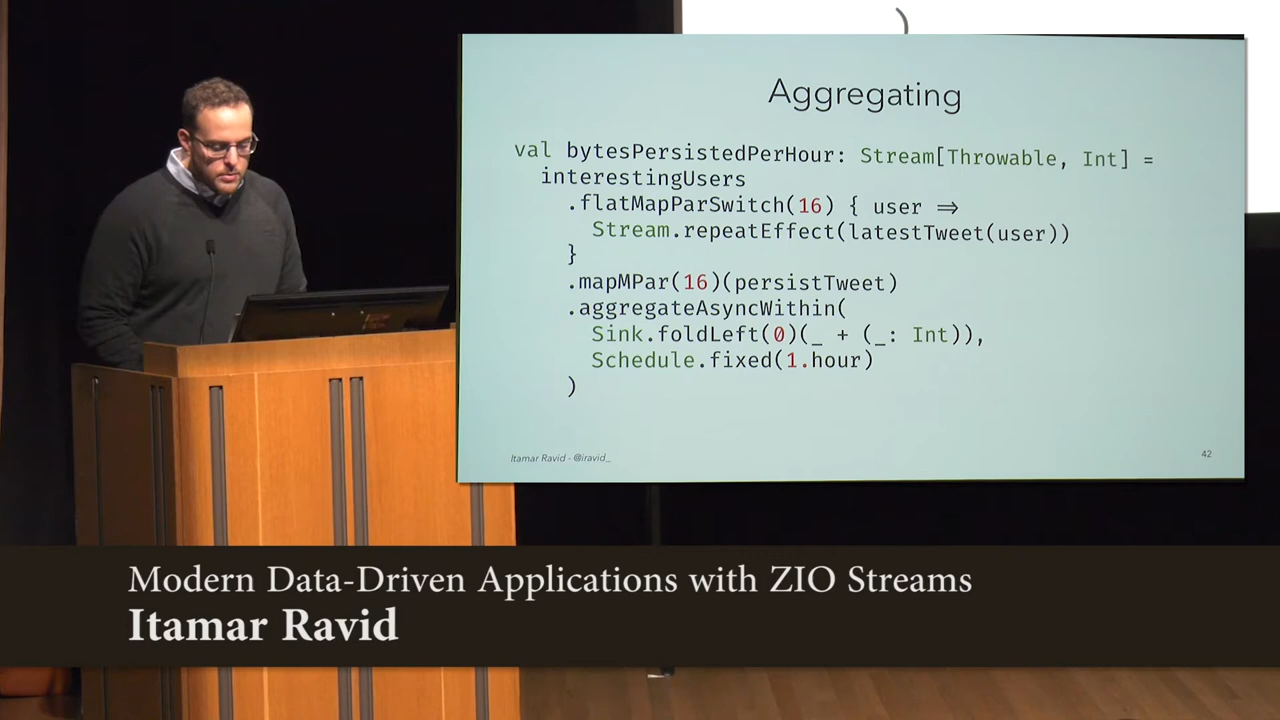 Aggregating
val bytesPersistedPerHour: Stream[Throwable, Int] =
interestingUsers
.flatMapParSwitch(16) { user ⇒
Stream.repeatEffect(latestTweet(user))
}
.mapMPar(16)(persistTweet)
.aggregateAsyncWithin(
Sink.foldLeft(0)(_ + (_: Int)),
Schedule.fixed(1.hour)
)
Itamar Ravid - @iravid_
42
Modern Data-Driven Applications with ZIO Streams
Itamar Ravid